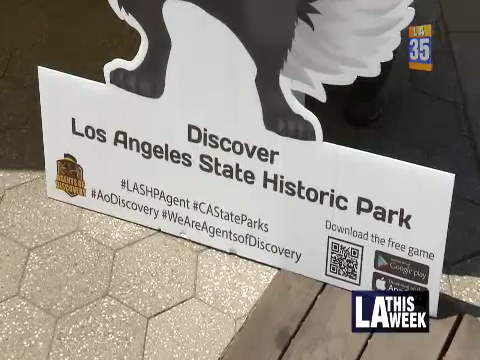 LA
35
Discover
Los Angeles State Historic Park
#LASHPAgent #CAStateParks
#AoDiscovery #WeAreAgentsofDiscovery
Download the free game
Google play
LA THIS
WEEK